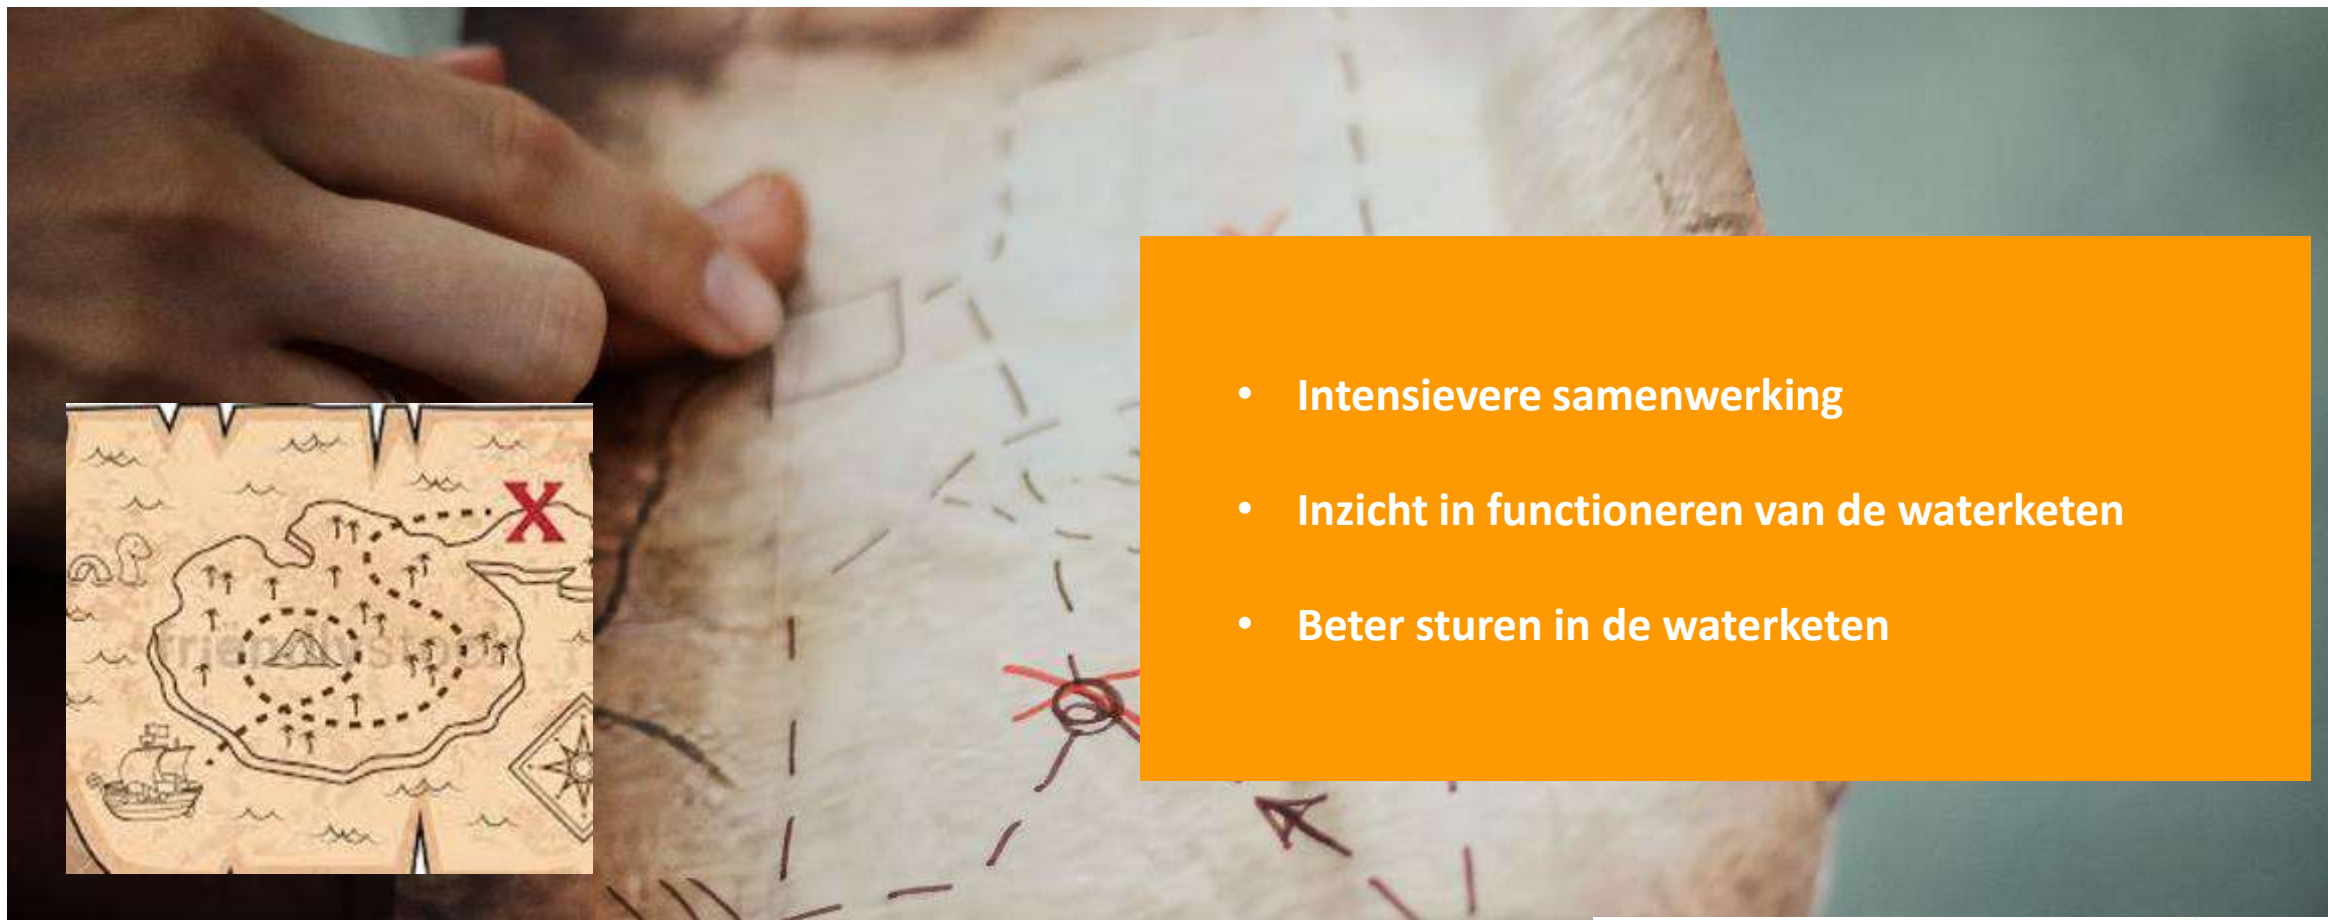 • Intensievere samenwerking
• Inzicht in functioneren van de waterketen
• Beter sturen in de waterketen
X